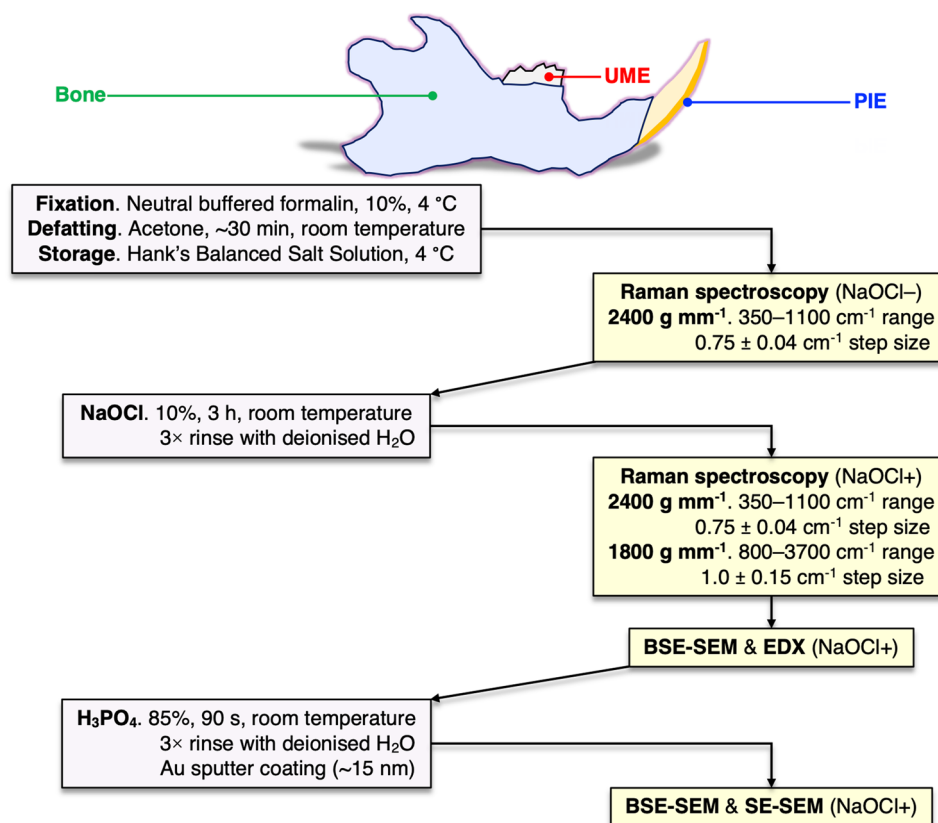 UME
Bone
PIE
Fixation. Neutral buffered formalin, 10%, 4 °C
Defatting. Acetone, ~30 min, room temperature
Storage. Hank’s Balanced Salt Solution, 4 °C
Raman spectroscopy (NaOCl–)
2400 g mm⁻¹. 350–1100 cm⁻¹ range
0.75 ± 0.04 cm⁻¹ step size
NaOCl. 10%, 3 h, room temperature
3× rinse with deionised H₂O
Raman spectroscopy (NaOCl+)
2400 g mm⁻¹. 350–1100 cm⁻¹ range
0.75 ± 0.04 cm⁻¹ step size
1800 g mm⁻¹. 800–3700 cm⁻¹ range
1.0 ± 0.15 cm⁻¹ step size
BSE-SEM & EDX (NaOCl+)
H₃PO₄. 85%, 90 s, room temperature
3× rinse with deionised H₂O
Au sputter coating (~15 nm)
BSE-SEM & SE-SEM (NaOCl+)